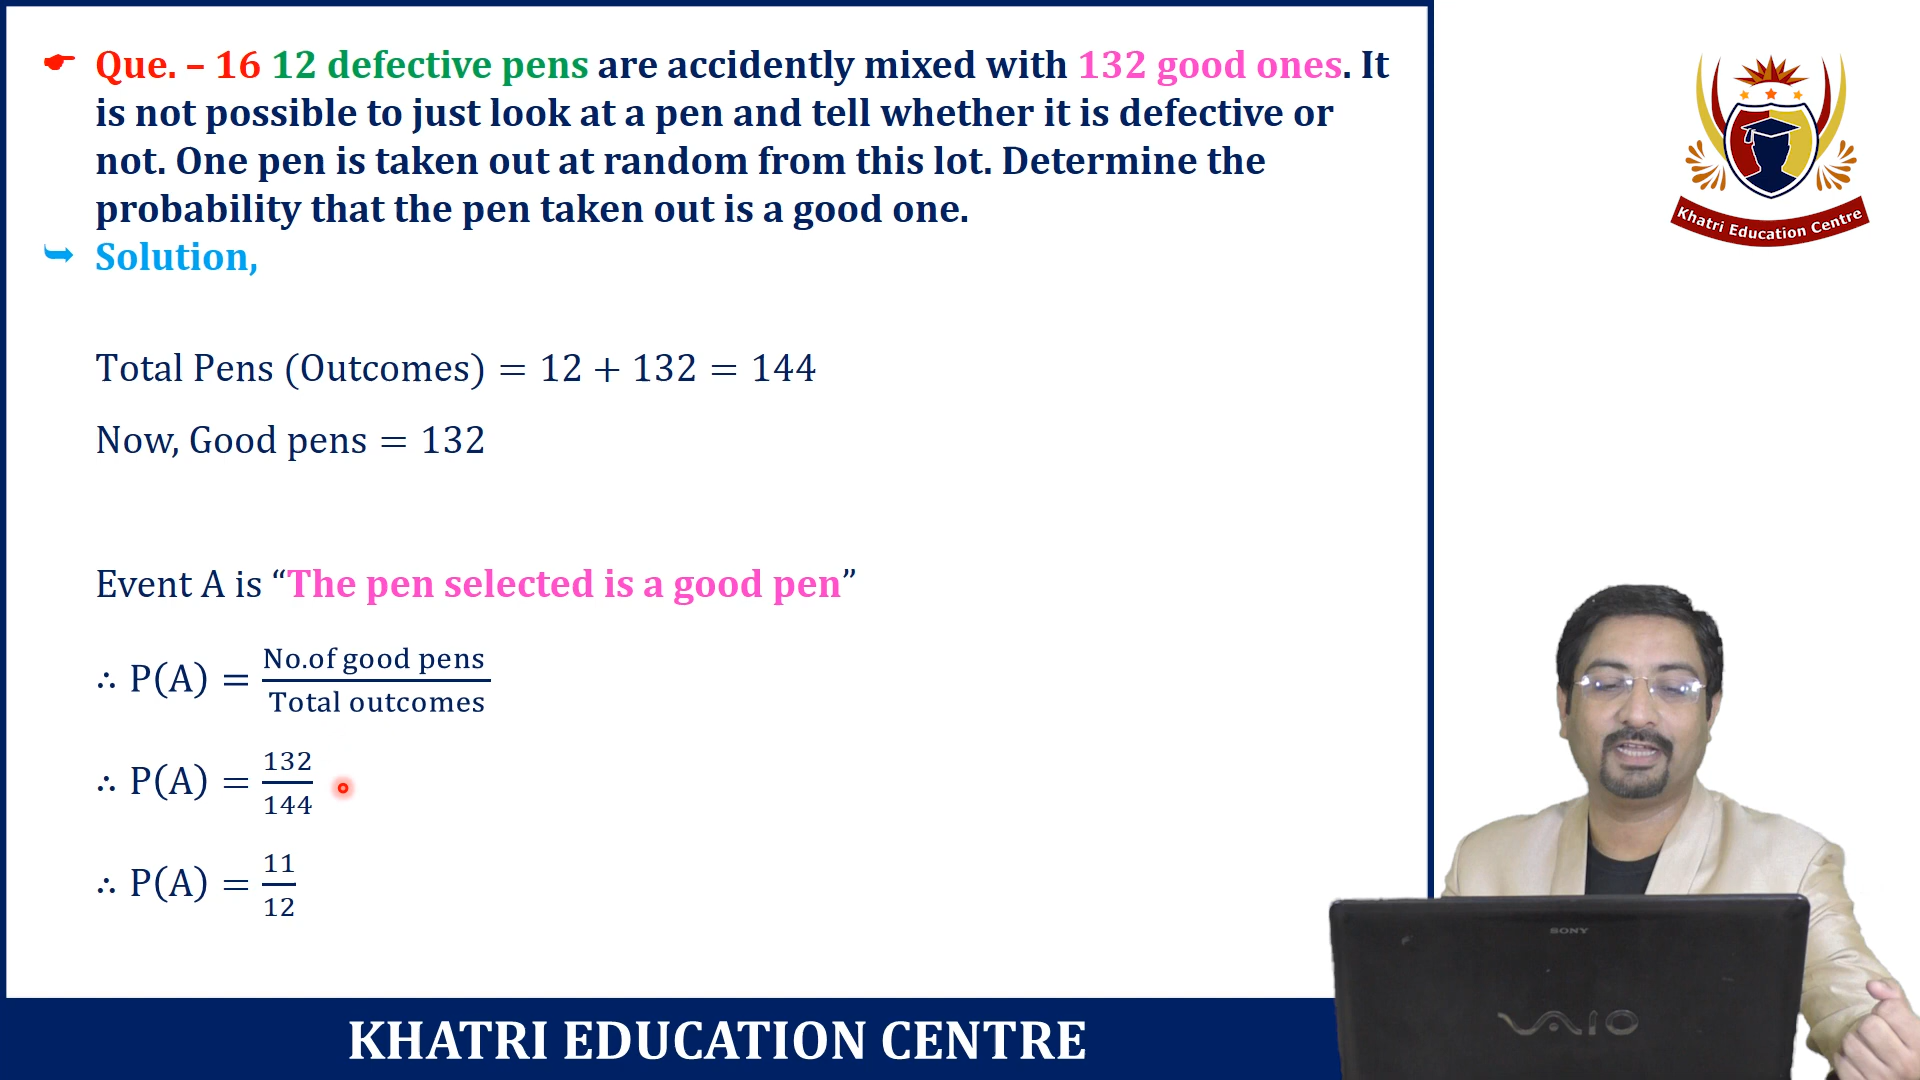 Que. – 16 12 defective pens are accidently mixed with 132 good ones. It
is not possible to just look at a pen and tell whether it is defective or
not. One pen is taken out at random from this lot. Determine the
probability that the pen taken out is a good one.
Solution,
Total Pens (Outcomes) = 12 + 132 = 144
Now, Good pens = 132
Event A is “The pen selected is a good pen”
∴ P(A) = No.of good pens / Total outcomes
∴ P(A) = 132 / 144
∴ P(A) = 11 / 12
KHATRI EDUCATION CENTRE
Khatri Education Centre
SONY
VAIO